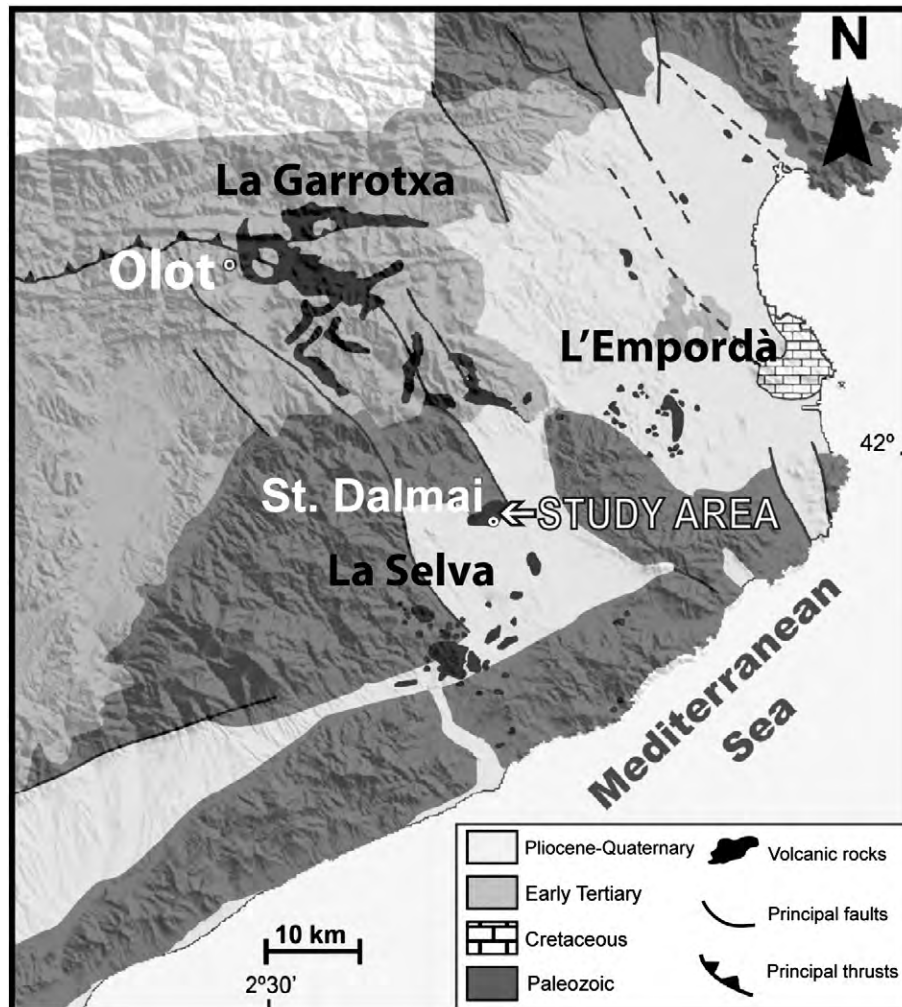 N
La Garrotxa
Olot
L'Empordà
42º
St. Dalmai
STUDY AREA
La Selva
Mediterranean
Sea
Pliocene-Quaternary
Volcanic rocks
Early Tertiary
Principal faults
Cretaceous
10 km
Principal thrusts
Paleozoic
2º30'